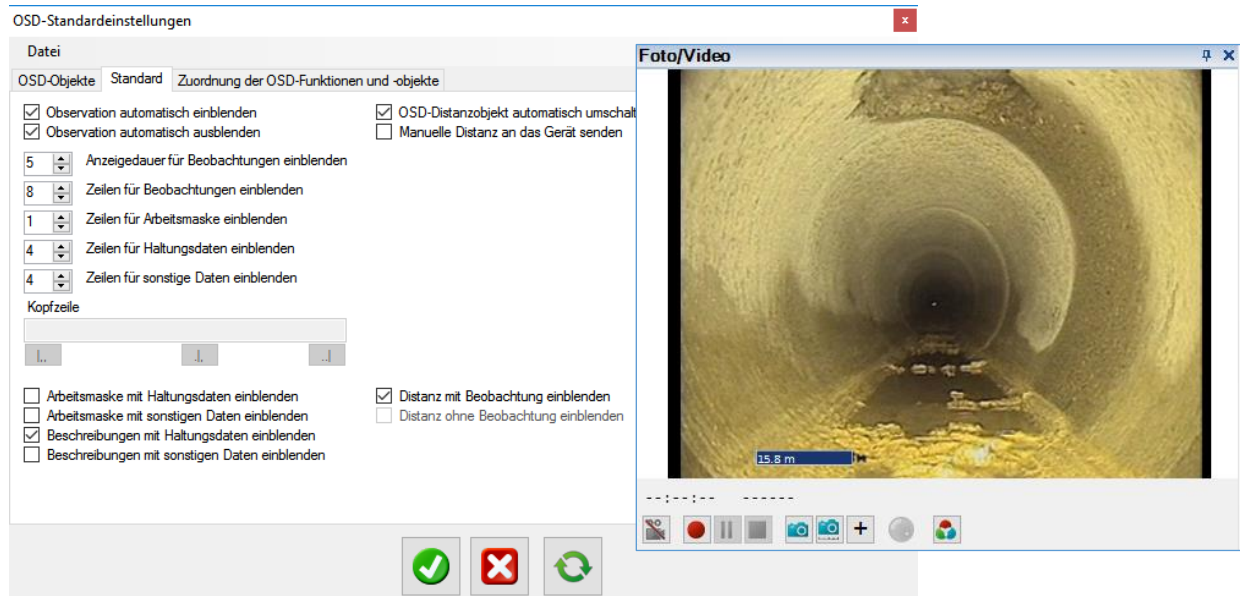 OSD-Standardeinstellungen
x
Datei
OSD-Objekte Standard Zuordnung der OSD-Funktionen und -objekte
Observation automatisch einblenden
Observation automatisch ausblenden
5 Anzeigedauer für Beobachtungen einblenden
8 Zeilen für Beobachtungen einblenden
1 Zeilen für Arbeitsmaske einblenden
4 Zeilen für Haltungsdaten einblenden
4 Zeilen für sonstige Daten einblenden
Kopfzeile
|.. .|. ..|
Arbeitsmaske mit Haltungsdaten einblenden
Arbeitsmaske mit sonstigen Daten einblenden
Beschreibungen mit Haltungsdaten einblenden
Beschreibungen mit sonstigen Daten einblenden
OSD-Distanzobjekt automatisch umschalt
Manuelle Distanz an das Gerät senden
Distanz mit Beobachtung einblenden
Distanz ohne Beobachtung einblenden
Foto/Video
15.8 m
--:--:-- ------